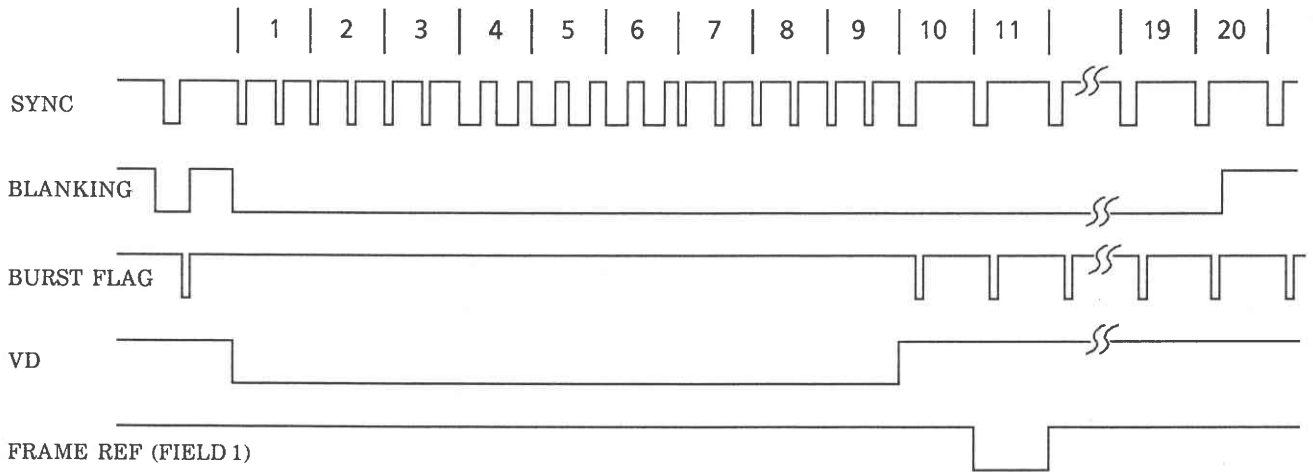 1 2 3 4 5 6 7 8 9 10 11 19 20
SYNC
BLANKING
BURST FLAG
VD
FRAME REF (FIELD 1)